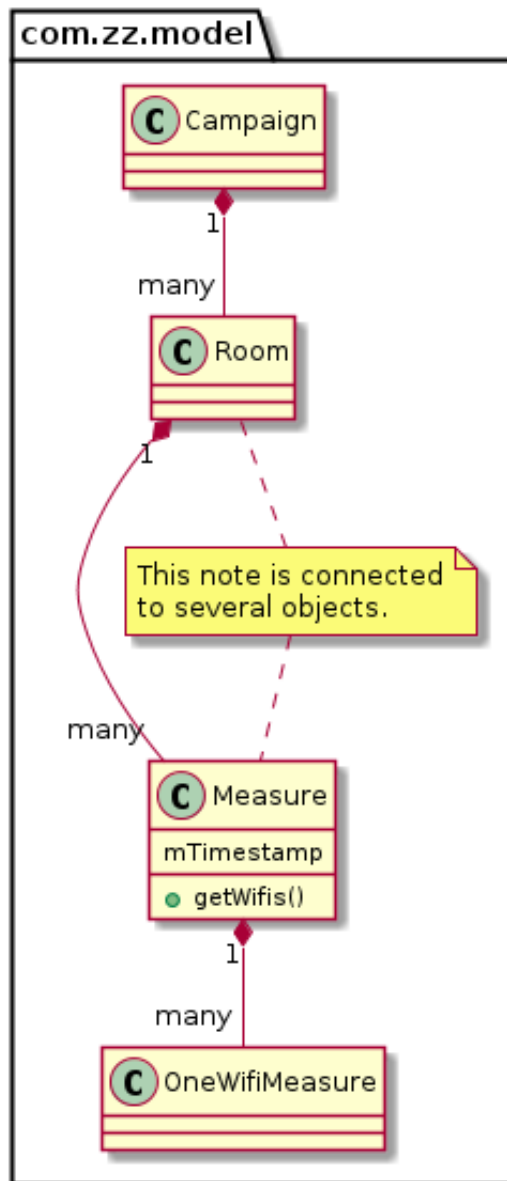 com.zz.model
C Campaign
1
many
C Room
1
This note is connected
to several objects.
many
C Measure
mTimestamp
getWifis()
1
many
C OneWifiMeasure